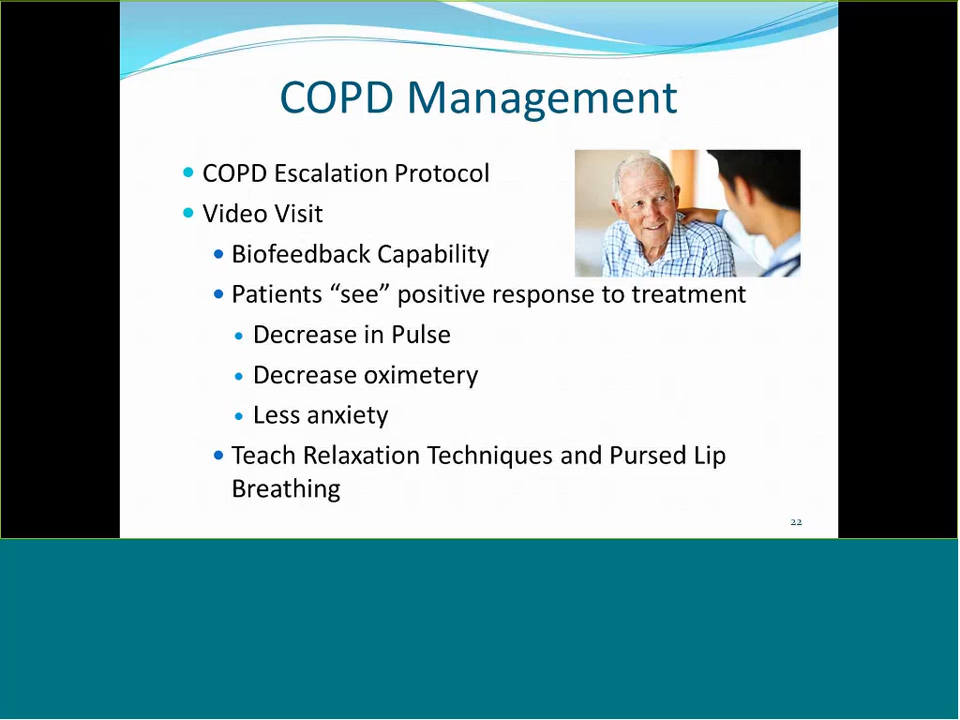 COPD Management
COPD Escalation Protocol
Video Visit
Biofeedback Capability
Patients “see” positive response to treatment
Decrease in Pulse
Decrease oximetery
Less anxiety
Teach Relaxation Techniques and Pursed Lip
Breathing
22